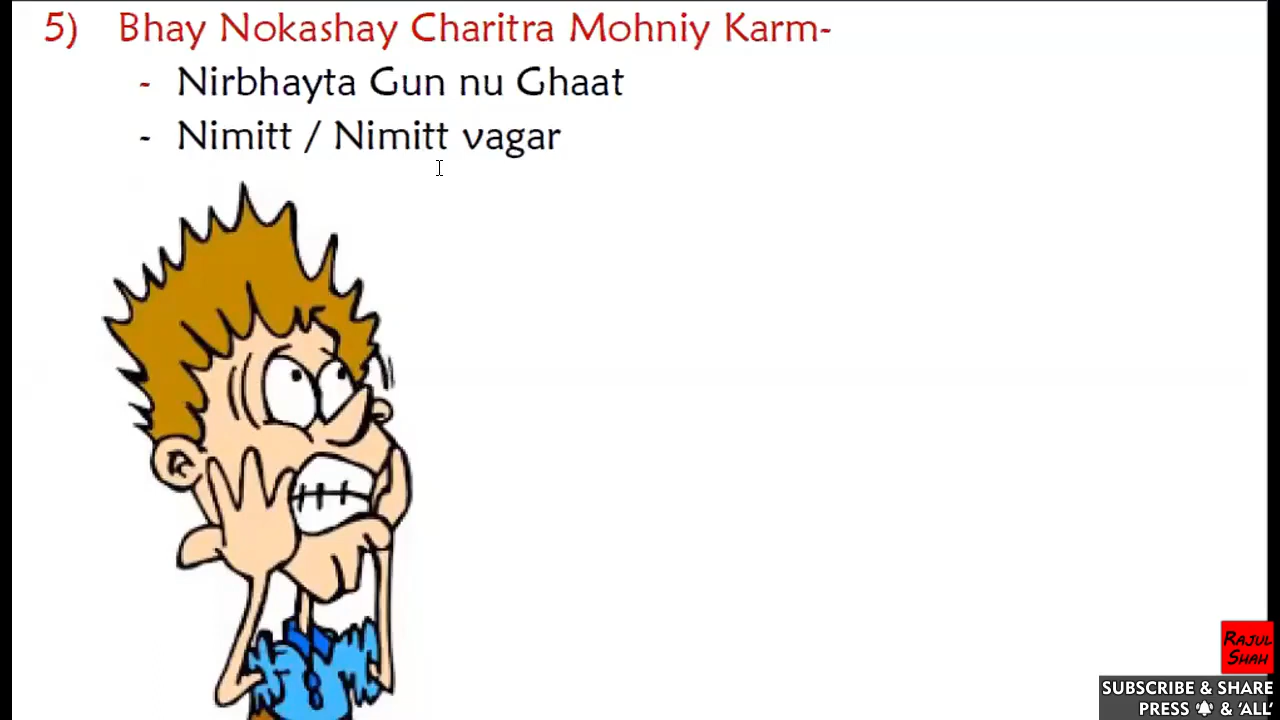 5) Bhay Nokashay Charitra Mohniy Karm-
- Nirbhayta Gun nu Ghaat
- Nimitt / Nimitt vagar
RAJUL
SHAH
SUBSCRIBE & SHARE
PRESS 🔔 & 'ALL'